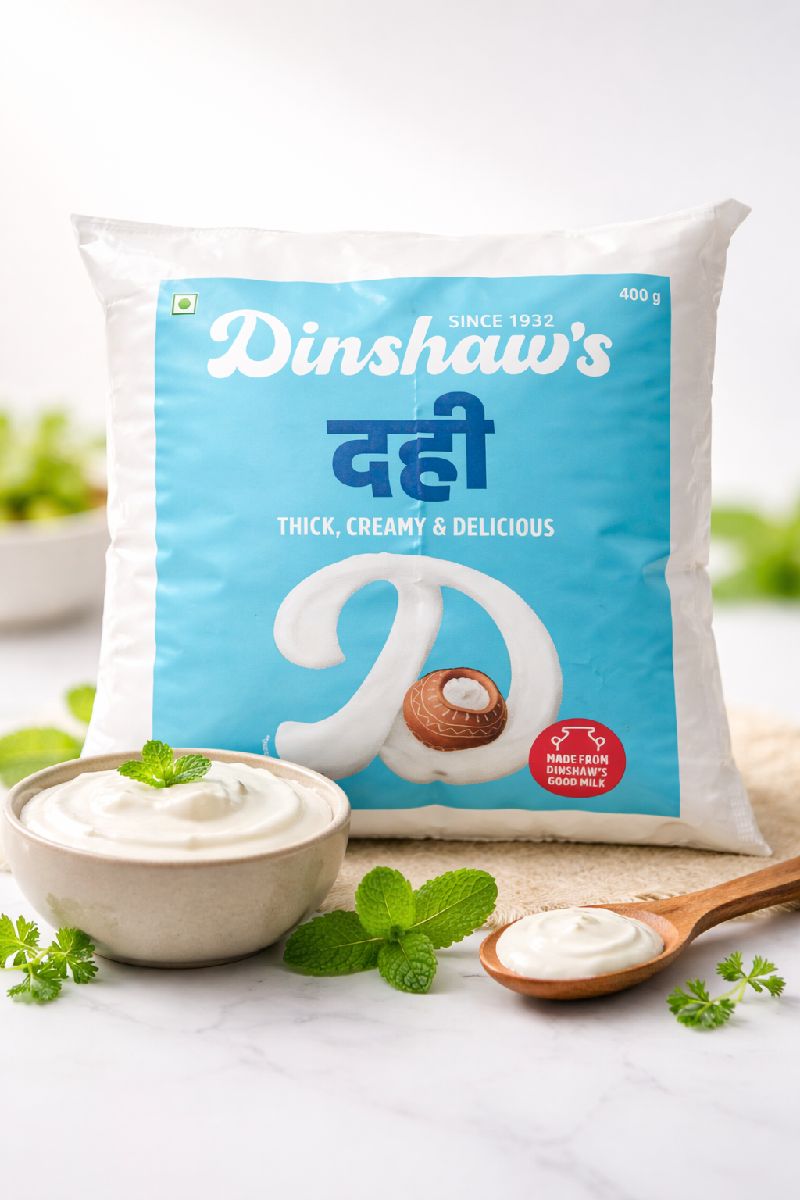 400 g
SINCE 1932
Dinshaw's
दही
THICK, CREAMY & DELICIOUS
MADE FROM
DINSHAW'S
GOOD MILK